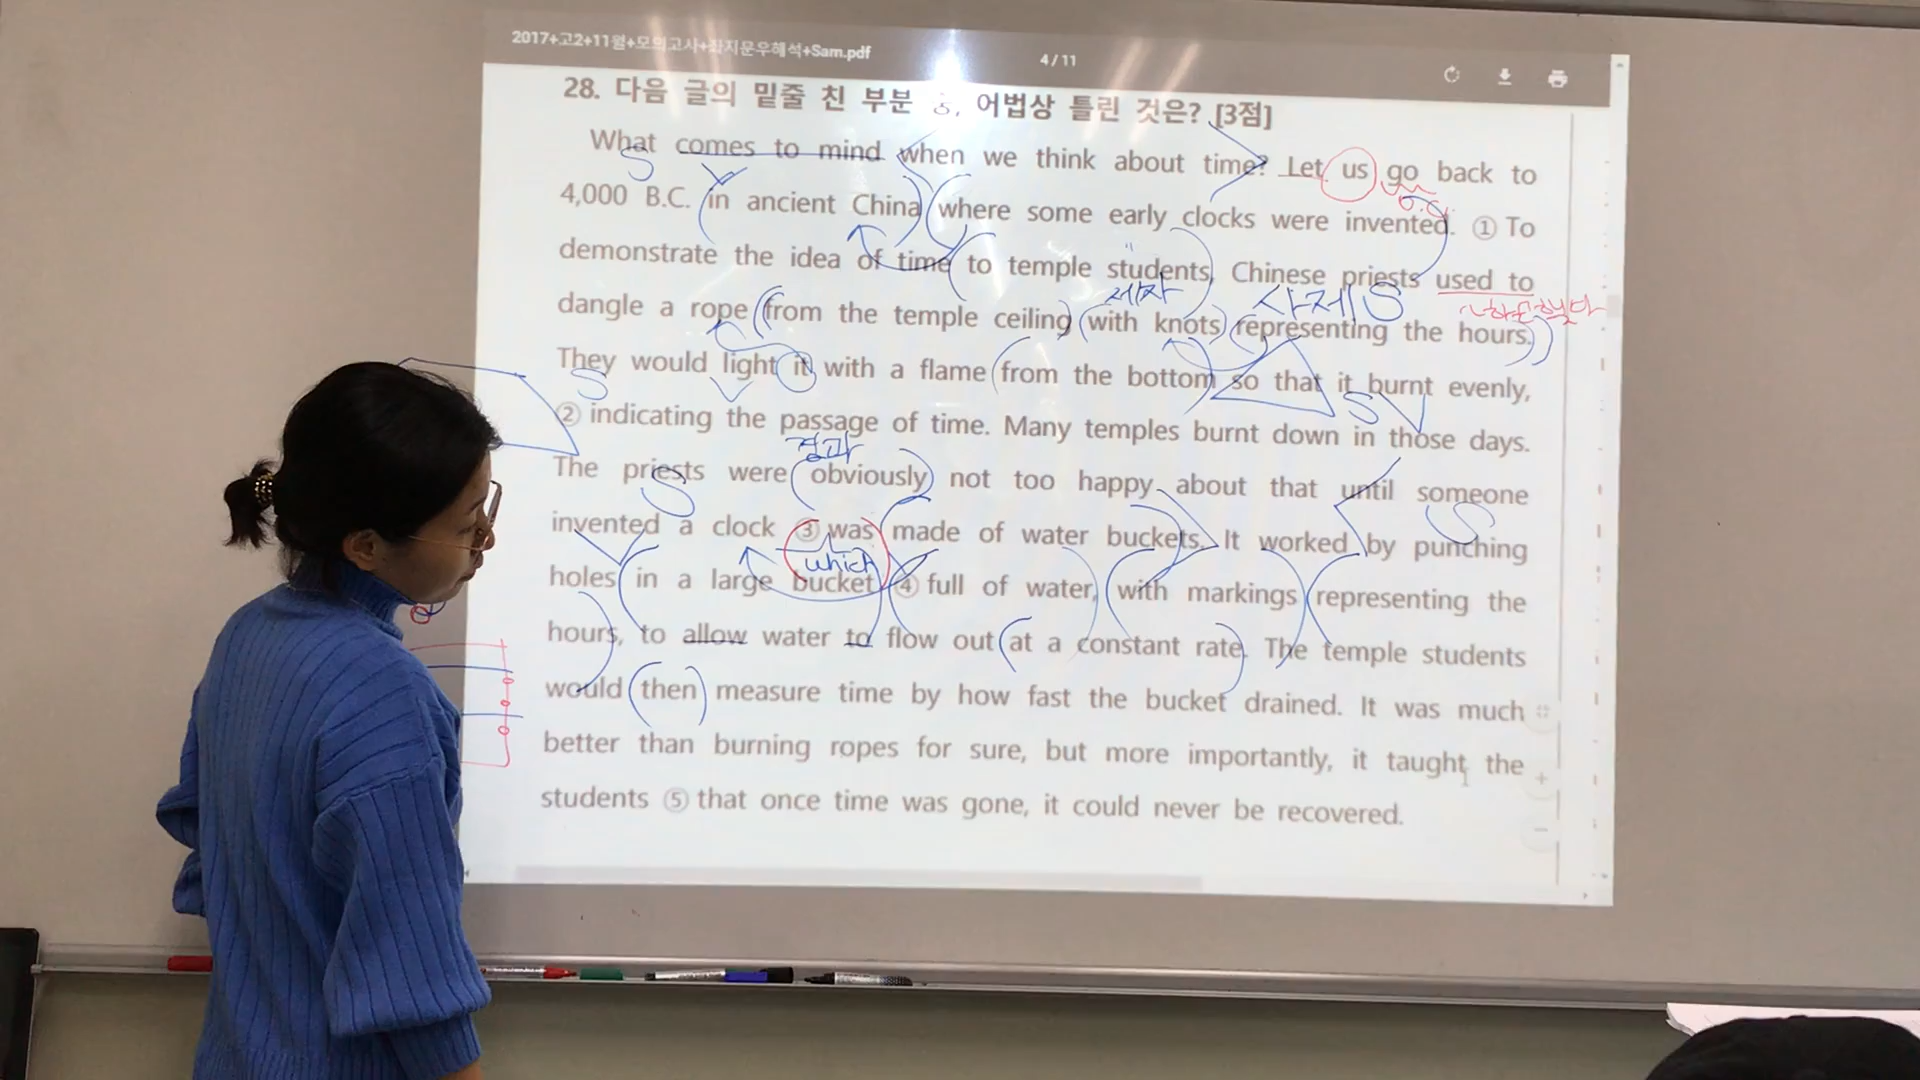 2017+고2+11월+모의고사+좌지문우해석+Sam.pdf
4 / 11
28. 다음 글의 밑줄 친 부분 중, 어법상 틀린 것은? [3점]
What comes to mind when we think about time? Let us go back to
S V
4,000 B.C. in ancient China where some early clocks were invented. ① To
demonstrate the idea of time to temple students, Chinese priests used to
제자 사제 S
dangle a rope from the temple ceiling with knots representing the hours.
They would light it with a flame from the bottom so that it burnt evenly,
S V S V
② indicating the passage of time. Many temples burnt down in those days.
경과
The priests were obviously not too happy about that until someone
S S
invented a clock ③ was made of water buckets. It worked by punching
which
holes in a large bucket ④ full of water, with markings representing the
hours, to allow water to flow out at a constant rate. The temple students
would then measure time by how fast the bucket drained. It was much
better than burning ropes for sure, but more importantly, it taught the
students ⑤ that once time was gone, it could never be recovered.